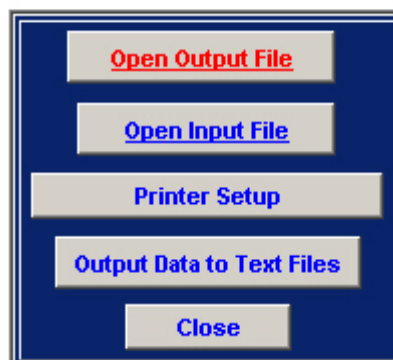 Open Output File
Open Input File
Printer Setup
Output Data to Text Files
Close